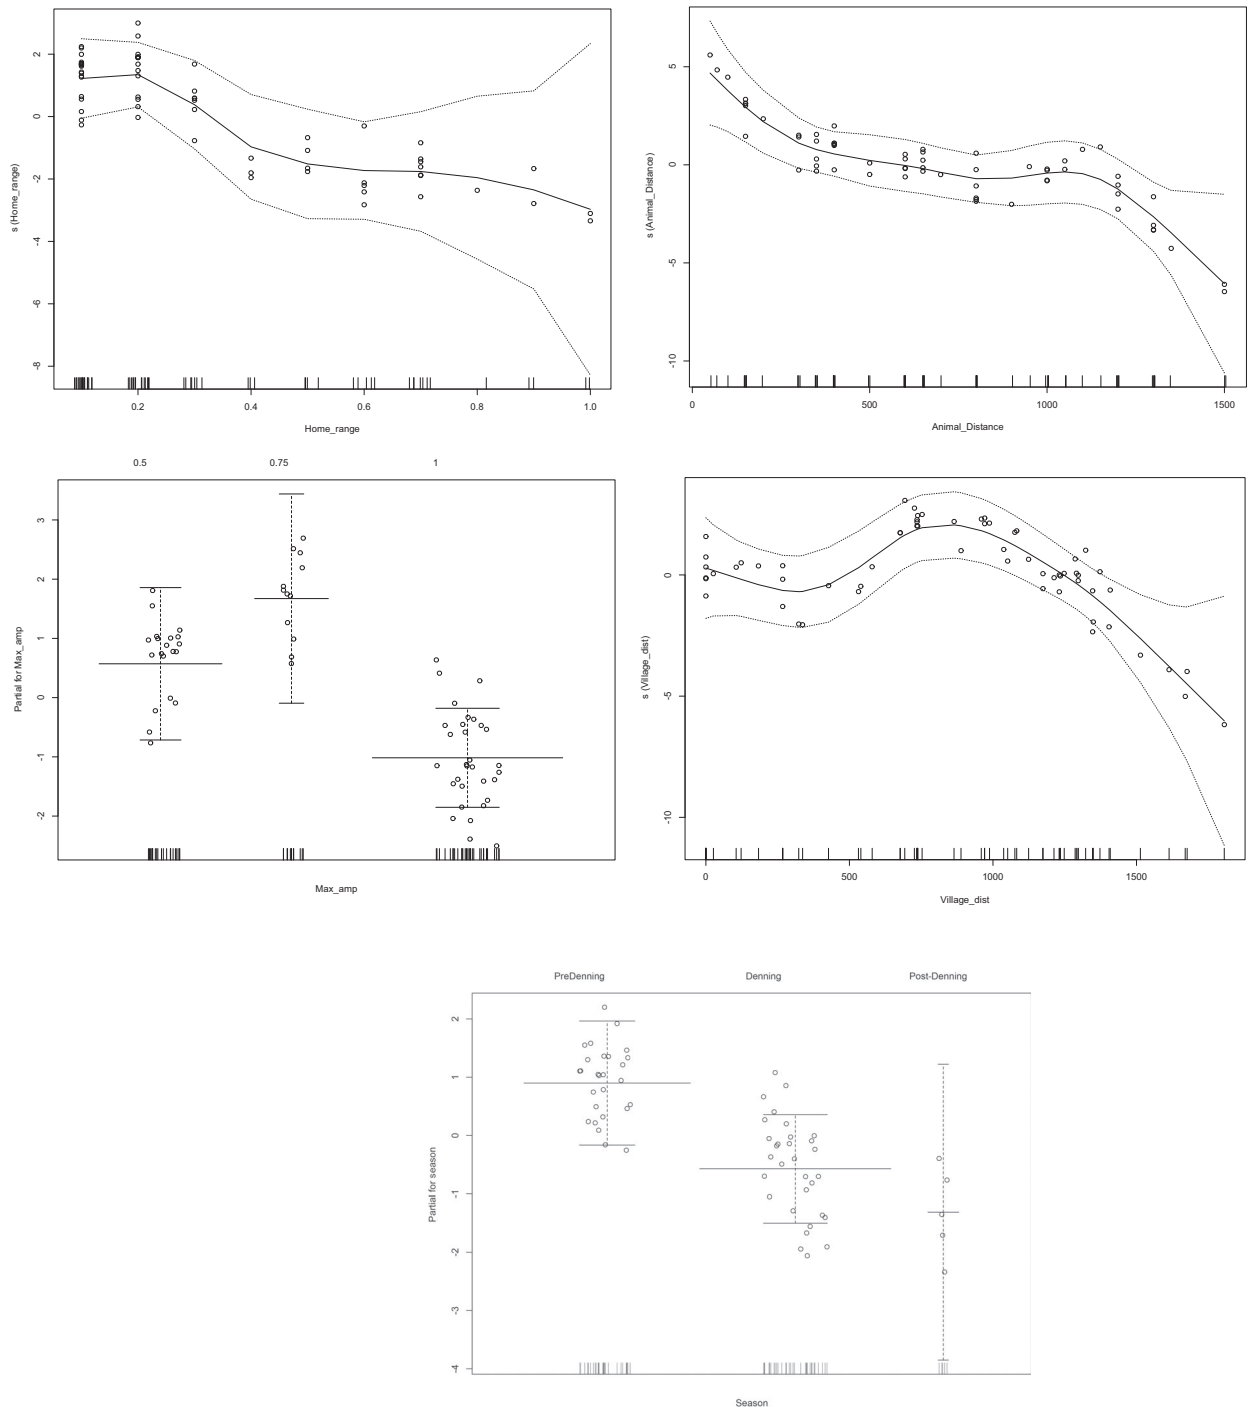 2
0
-2
-4
-6
-8
s (Home_range)
0.2 0.4 0.6 0.8 1.0
Home_range
5
0
-5
-10
s (Animal_Distance)
0 500 1000 1500
Animal_Distance
0.5 0.75 1
3
2
1
0
-1
-2
Partial for Max_amp
Max_amp
0
-5
-10
s (Village_dist)
0 500 1000 1500
Village_dist
PreDenning Denning Post-Denning
2
1
0
-1
-2
-3
-4
Partial for season
Season